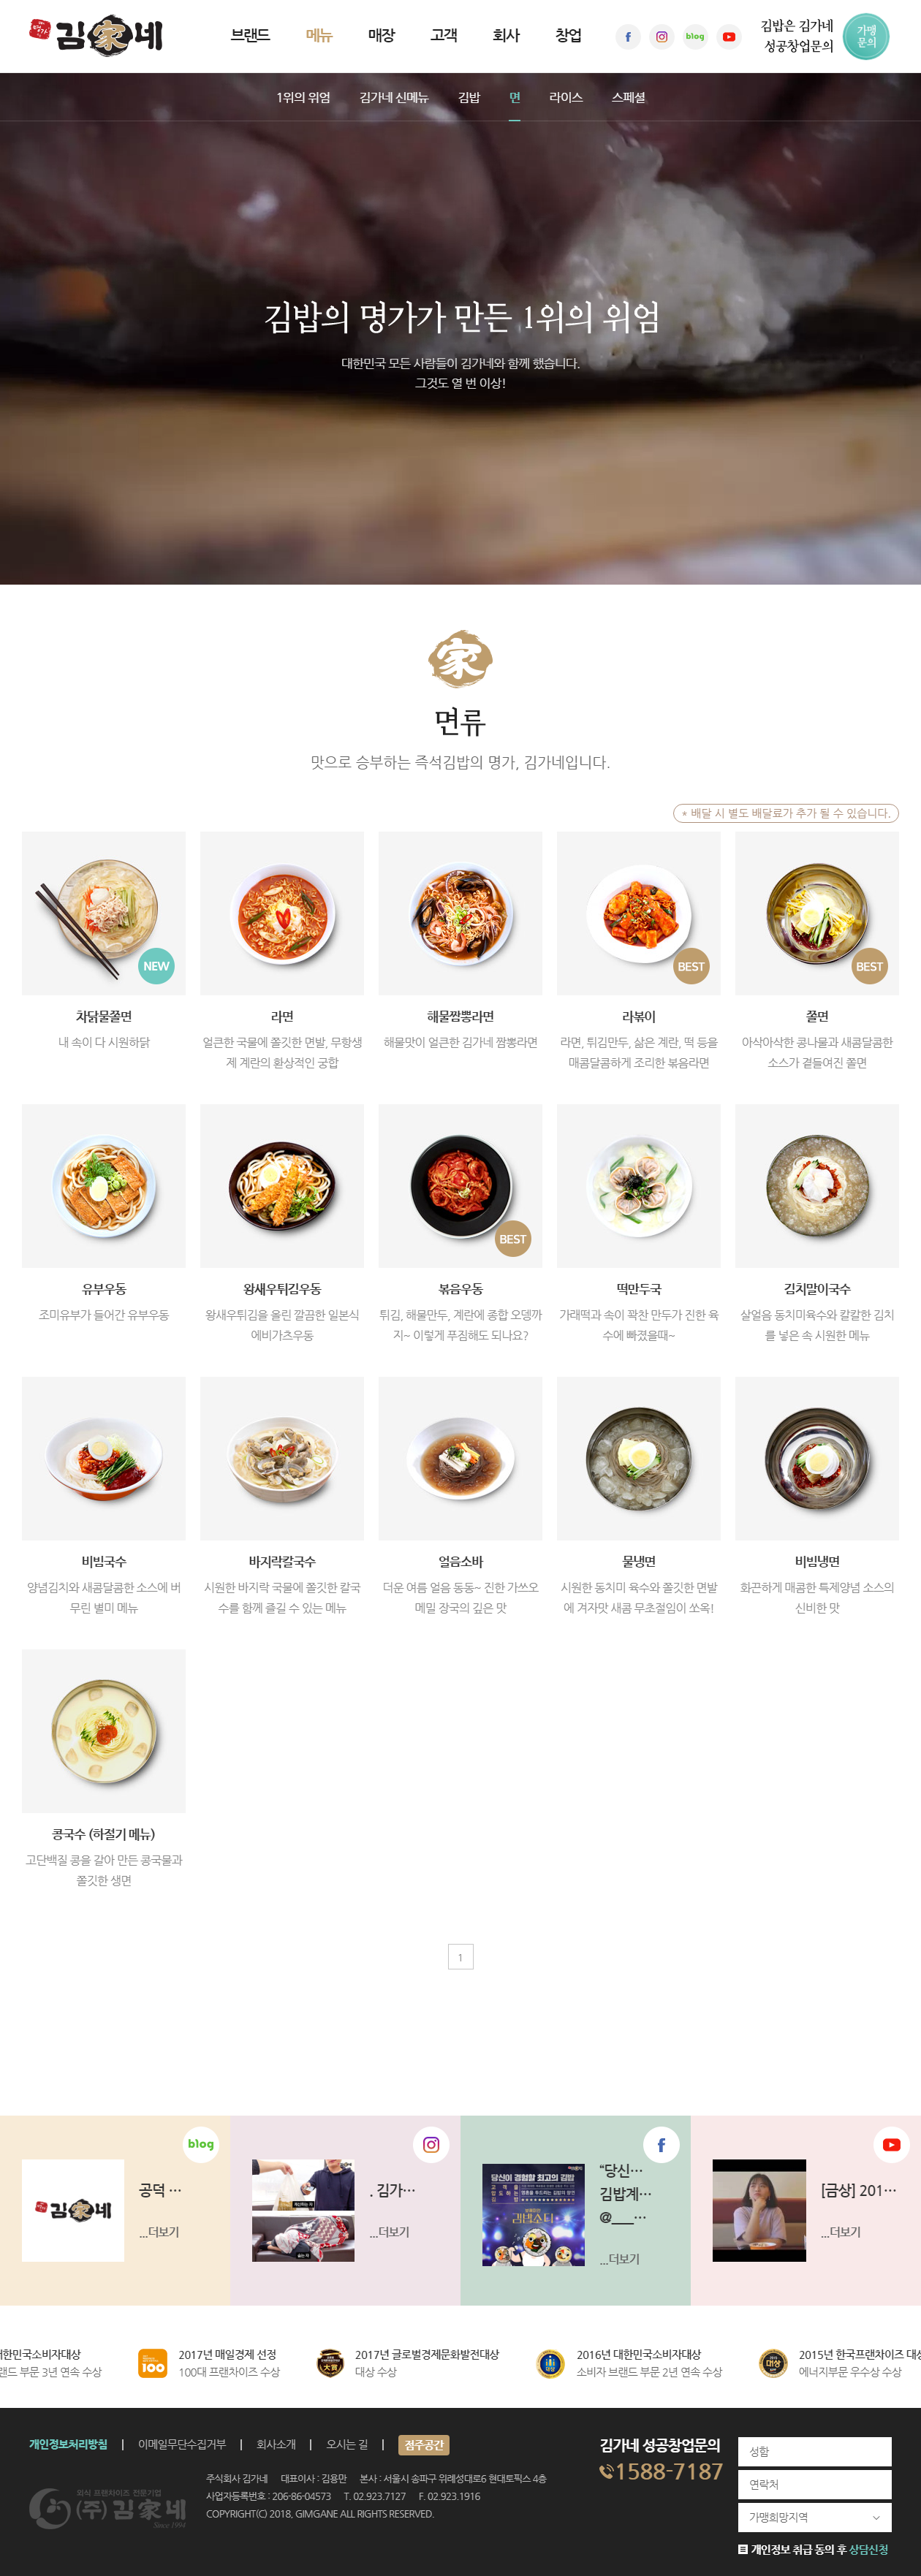 김家네
브랜드 메뉴 매장 고객 회사 창업
blog
김밥은 김가네
성공창업문의
가맹
문의
1위의 위엄 김가네 신메뉴 김밥 면 라이스 스페셜
김밥의 명가가 만든 1위의 위엄
대한민국 모든 사람들이 김가네와 함께 했습니다.
그것도 열 번 이상!
家
면류
맛으로 승부하는 즉석김밥의 명가, 김가네입니다.
* 배달 시 별도 배달료가 추가 될 수 있습니다.
NEW
BEST
BEST
차닭물쫄면
내 속이 다 시원하닭
라면
얼큰한 국물에 쫄깃한 면발, 무항생
제 계란의 환상적인 궁합
해물짬뽕라면
해물맛이 얼큰한 김가네 짬뽕라면
라볶이
라면, 튀김만두, 삶은 계란, 떡 등을
매콤달콤하게 조리한 볶음라면
쫄면
아삭아삭한 콩나물과 새콤달콤한
소스가 곁들여진 쫄면
BEST
유부우동
조미유부가 들어간 유부우동
왕새우튀김우동
왕새우튀김을 올린 깔끔한 일본식
에비가츠우동
볶음우동
튀김, 해물만두, 계란에 종합 오뎅까
지~ 이렇게 푸짐해도 되나요?
떡만두국
가래떡과 속이 꽉찬 만두가 진한 육
수에 빠졌을때~
김치말이국수
살얼음 동치미육수와 칼칼한 김치
를 넣은 속 시원한 메뉴
비빔국수
양념김치와 새콤달콤한 소스에 버
무린 별미 메뉴
바지락칼국수
시원한 바지락 국물에 쫄깃한 칼국
수를 함께 즐길 수 있는 메뉴
얼음소바
더운 여름 얼음 동동~ 진한 가쓰오
메밀 장국의 깊은 맛
물냉면
시원한 동치미 육수와 쫄깃한 면발
에 겨자맛 새콤 무초절임이 쏘옥!
비빔냉면
화끈하게 매콤한 특제양념 소스의
신비한 맛
콩국수 (하절기 메뉴)
고단백질 콩을 갈아 만든 콩국물과
쫄깃한 생면
1
blog
김家네
공덕 ...
...더보기
. 김가...
...더보기
당신이 경험할 최고의 김밥
“당신...
김밥계...
@___...
...더보기
[금상] 201...
...더보기
대한민국소비자대상
랜드 부문 3년 연속 수상
100
2017년 매일경제 선정
100대 프랜차이즈 수상
大賞
2017년 글로벌경제문화발전대상
대상 수상
대상
2016년 대한민국소비자대상
소비자 브랜드 부문 2년 연속 수상
대상
2015년 한국프랜차이즈 대상
에너지부문 우수상 수상
개인정보처리방침 | 이메일무단수집거부 | 회사소개 | 오시는 길 | 점주공간
외식 프랜차이즈 전문기업
(주)김家네
Since 1994
주식회사 김가네 대표이사 : 김용만 본사 : 서울시 송파구 위례성대로6 현대토픽스 4층
사업자등록번호 : 206-86-04573 T. 02.923.7127 F. 02.923.1916
COPYRIGHT(C) 2018, GIMGANE ALL RIGHTS RESERVED.
김가네 성공창업문의
1588-7187
성함
연락처
가맹희망지역
개인정보 취급 동의 후 상담신청